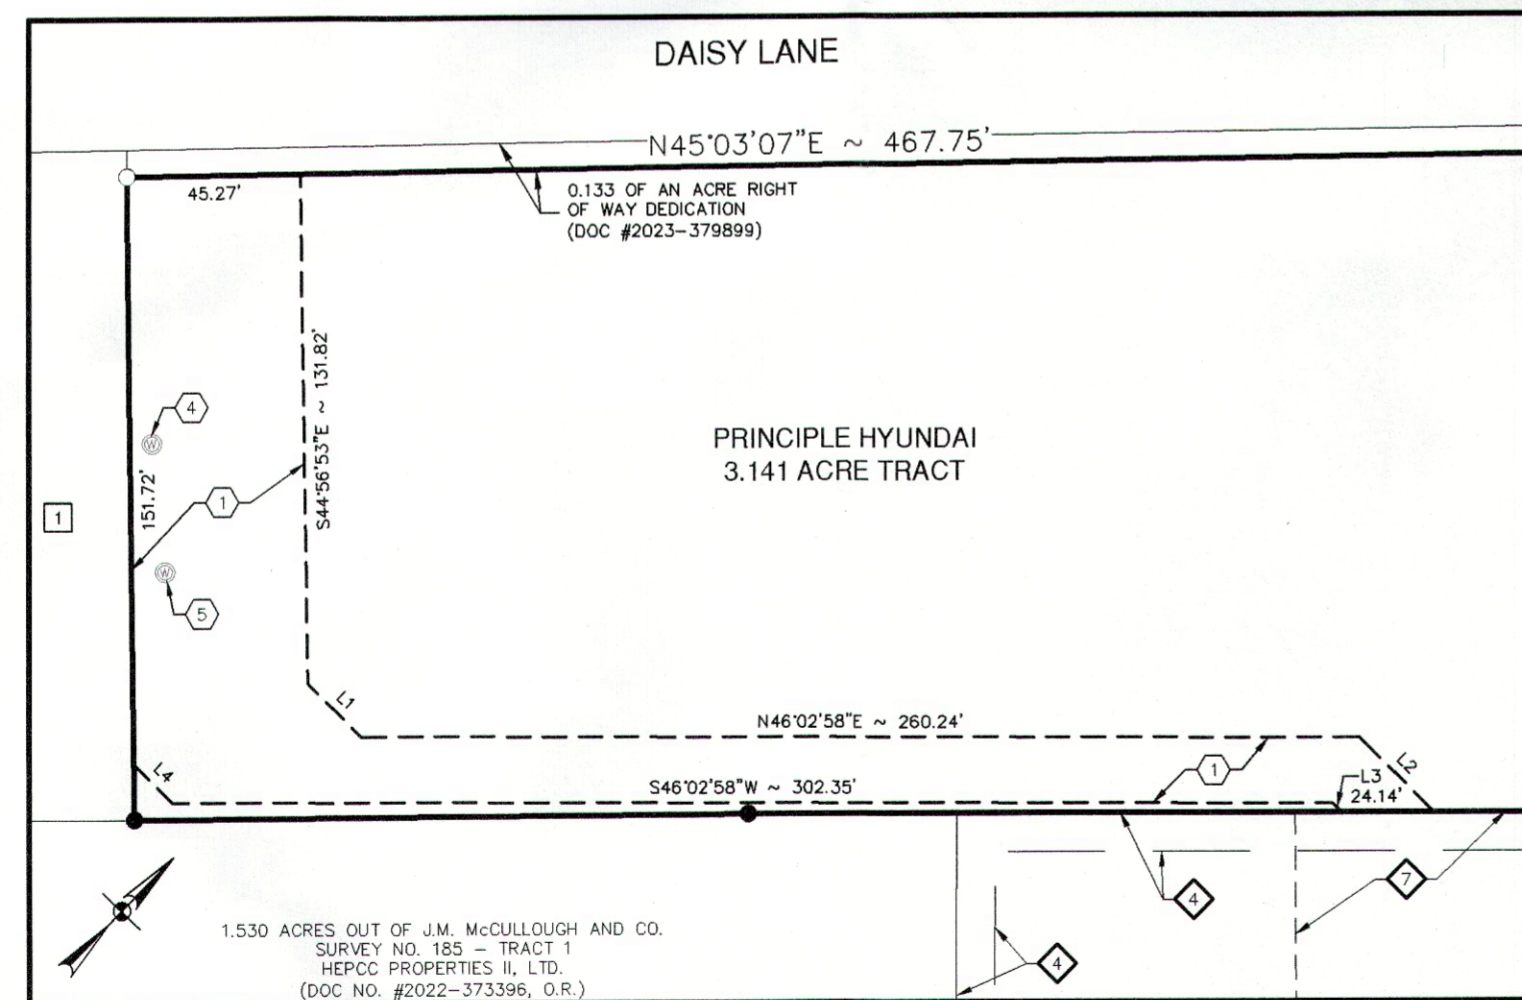 DAISY LANE
N45°03'07"E ~ 467.75'
45.27'
0.133 OF AN ACRE RIGHT
OF WAY DEDICATION
(DOC #2023-379899)
S44°56'53"E ~ 131.82'
4
W
151.72'
1
1
W
5
PRINCIPLE HYUNDAI
3.141 ACRE TRACT
L1
N46°02'58"E ~ 260.24'
L4
S46°02'58"W ~ 302.35'
1
L2
L3
24.14'
4
7
4
1.530 ACRES OUT OF J.M. McCULLOUGH AND CO.
SURVEY NO. 185 - TRACT 1
HEPCC PROPERTIES II, LTD.
(DOC NO. #2022-373396, O.R.)